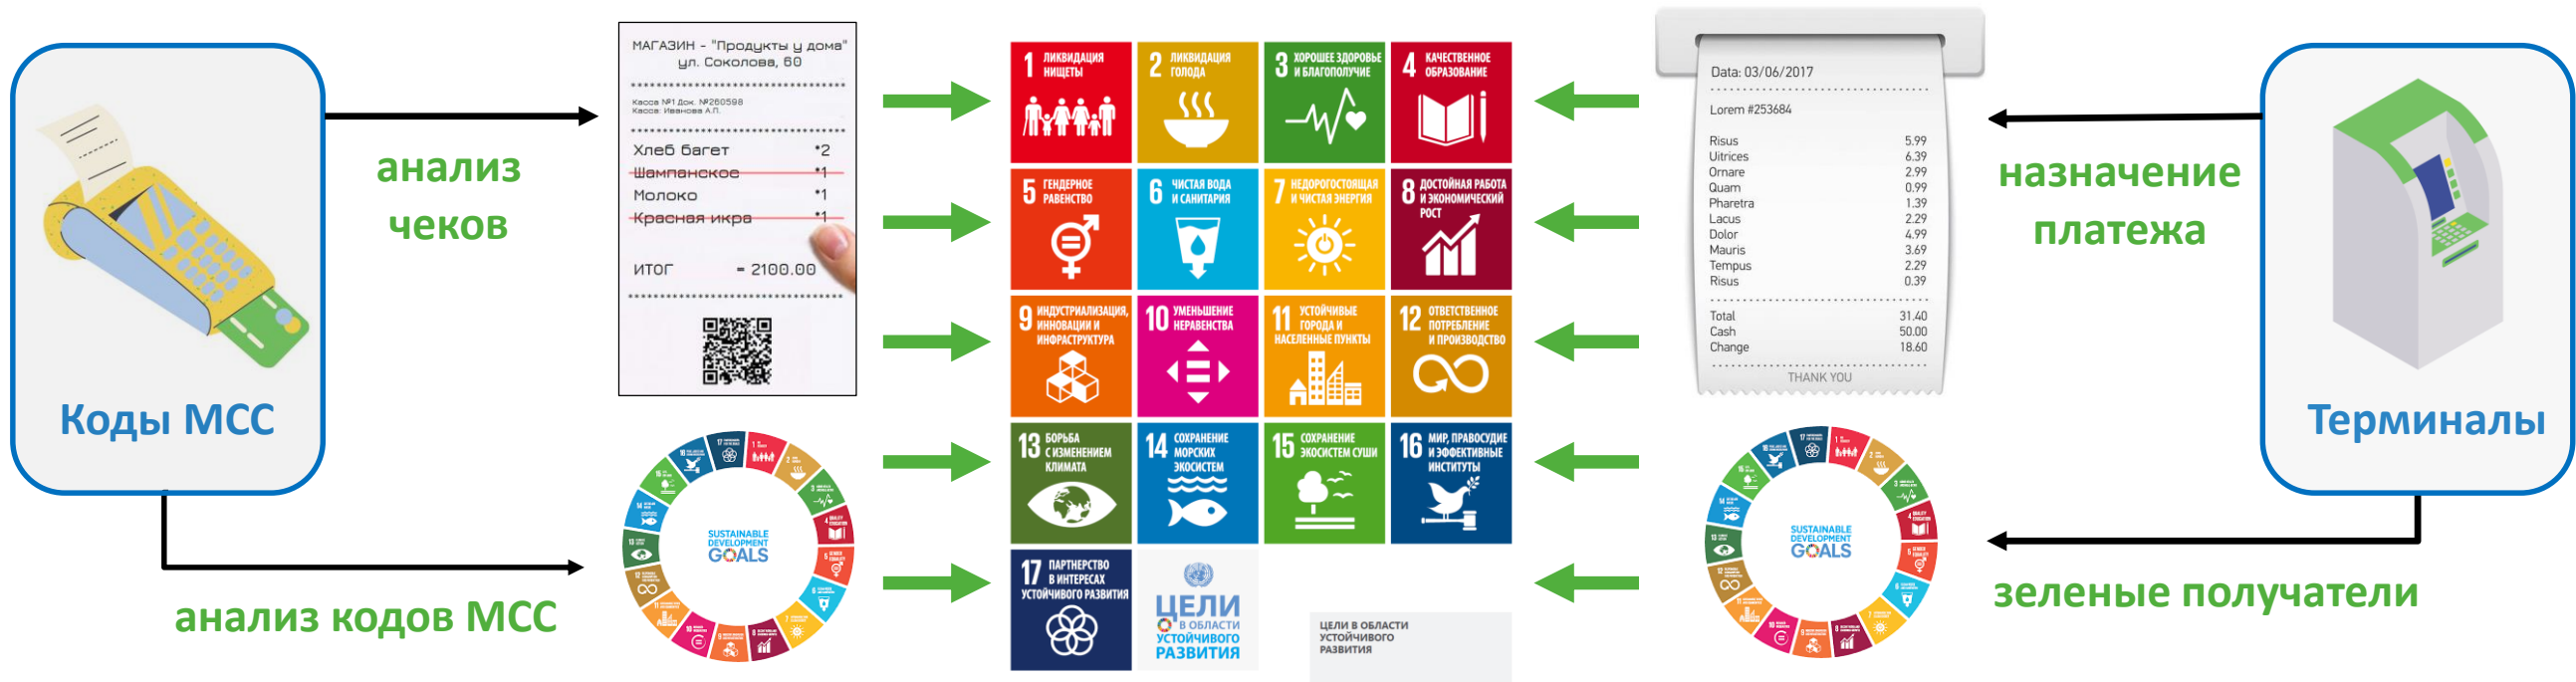 Коды МСС
анализ
чеков
анализ кодов МСС
МАГАЗИН - "Продукты у дома"
ул. Соколова, 60
Касса №1 Док. №260598
Касса: Иванова А.П.
Хлеб багет *2
Шампанское *1
Молоко *1
Красная икра *1
ИТОГ = 2100.00
SUSTAINABLE
DEVELOPMENT
GOALS
1 ЛИКВИДАЦИЯ
НИЩЕТЫ
2 ЛИКВИДАЦИЯ
ГОЛОДА
3 ХОРОШЕЕ ЗДОРОВЬЕ
И БЛАГОПОЛУЧИЕ
4 КАЧЕСТВЕННОЕ
ОБРАЗОВАНИЕ
5 ГЕНДЕРНОЕ
РАВЕНСТВО
6 ЧИСТАЯ ВОДА
И САНИТАРИЯ
7 НЕДОРОГОСТОЯЩАЯ
И ЧИСТАЯ ЭНЕРГИЯ
8 ДОСТОЙНАЯ РАБОТА
И ЭКОНОМИЧЕСКИЙ
РОСТ
9 ИНДУСТРИАЛИЗАЦИЯ,
ИННОВАЦИИ И
ИНФРАСТРУКТУРА
10 УМЕНЬШЕНИЕ
НЕРАВЕНСТВА
11 УСТОЙЧИВЫЕ
ГОРОДА И
НАСЕЛЕННЫЕ ПУНКТЫ
12 ОТВЕТСТВЕННОЕ
ПОТРЕБЛЕНИЕ
И ПРОИЗВОДСТВО
13 БОРЬБА
С ИЗМЕНЕНИЕМ
КЛИМАТА
14 СОХРАНЕНИЕ
МОРСКИХ
ЭКОСИСТЕМ
15 СОХРАНЕНИЕ
ЭКОСИСТЕМ СУШИ
16 МИР, ПРАВОСУДИЕ
И ЭФФЕКТИВНЫЕ
ИНСТИТУТЫ
17 ПАРТНЕРСТВО
В ИНТЕРЕСАХ
УСТОЙЧИВОГО РАЗВИТИЯ
ЦЕЛИ
В ОБЛАСТИ
УСТОЙЧИВОГО
РАЗВИТИЯ
ЦЕЛИ В ОБЛАСТИ
УСТОЙЧИВОГО
РАЗВИТИЯ
Data: 03/06/2017
Lorem #253684
Risus 5.99
Uitrices 6.39
Ornare 2.99
Quam 0.99
Pharetra 1.39
Lacus 2.29
Dolor 4.99
Mauris 3.69
Tempus 2.29
Risus 0.39
Total 31.40
Cash 50.00
Change 18.60
THANK YOU
SUSTAINABLE
DEVELOPMENT
GOALS
назначение
платежа
Терминалы
зеленые получатели